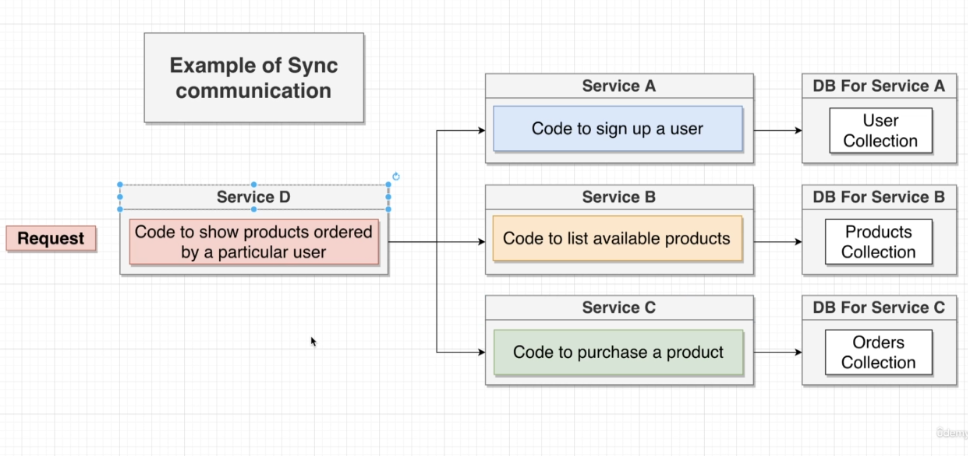 Example of Sync
communication
Service A
Code to sign up a user
DB For Service A
User
Collection
Service D
Request
Code to show products ordered
by a particular user
Service B
Code to list available products
DB For Service B
Products
Collection
Service C
Code to purchase a product
DB For Service C
Orders
Collection